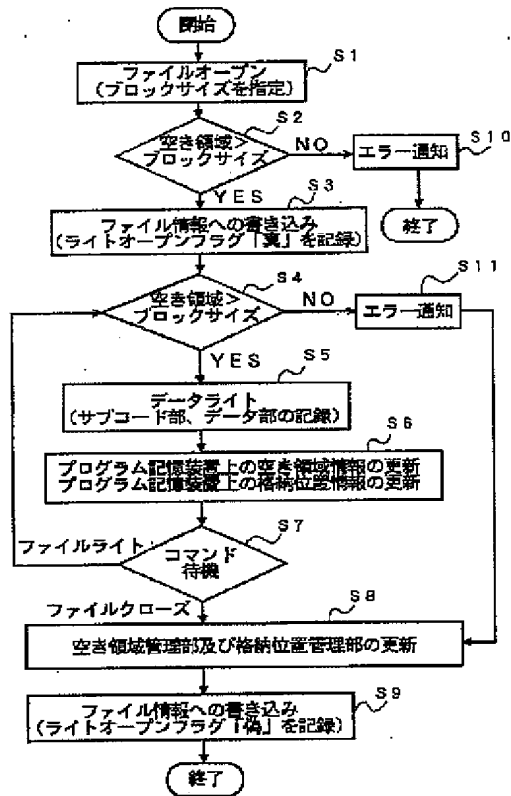 開始
ファイルオープン
(ブロックサイズを指定)
S1
空き領域>
ブロックサイズ
S2
NO
エラー通知
S10
終了
YES
S3
ファイル情報への書き込み
(ライトオープンフラグ「真」を記録)
空き領域>
ブロックサイズ
S4
NO
エラー通知
S11
YES
S5
データライト
(サブコード部、データ部の記録)
S6
プログラム記憶装置上の空き領域情報の更新
プログラム記憶装置上の格納位置情報の更新
ファイルライト
コマンド
待機
S7
ファイルクローズ
S8
空き領域管理部及び格納位置管理部の更新
S9
ファイル情報への書き込み
(ライトオープンフラグ「偽」を記録)
終了